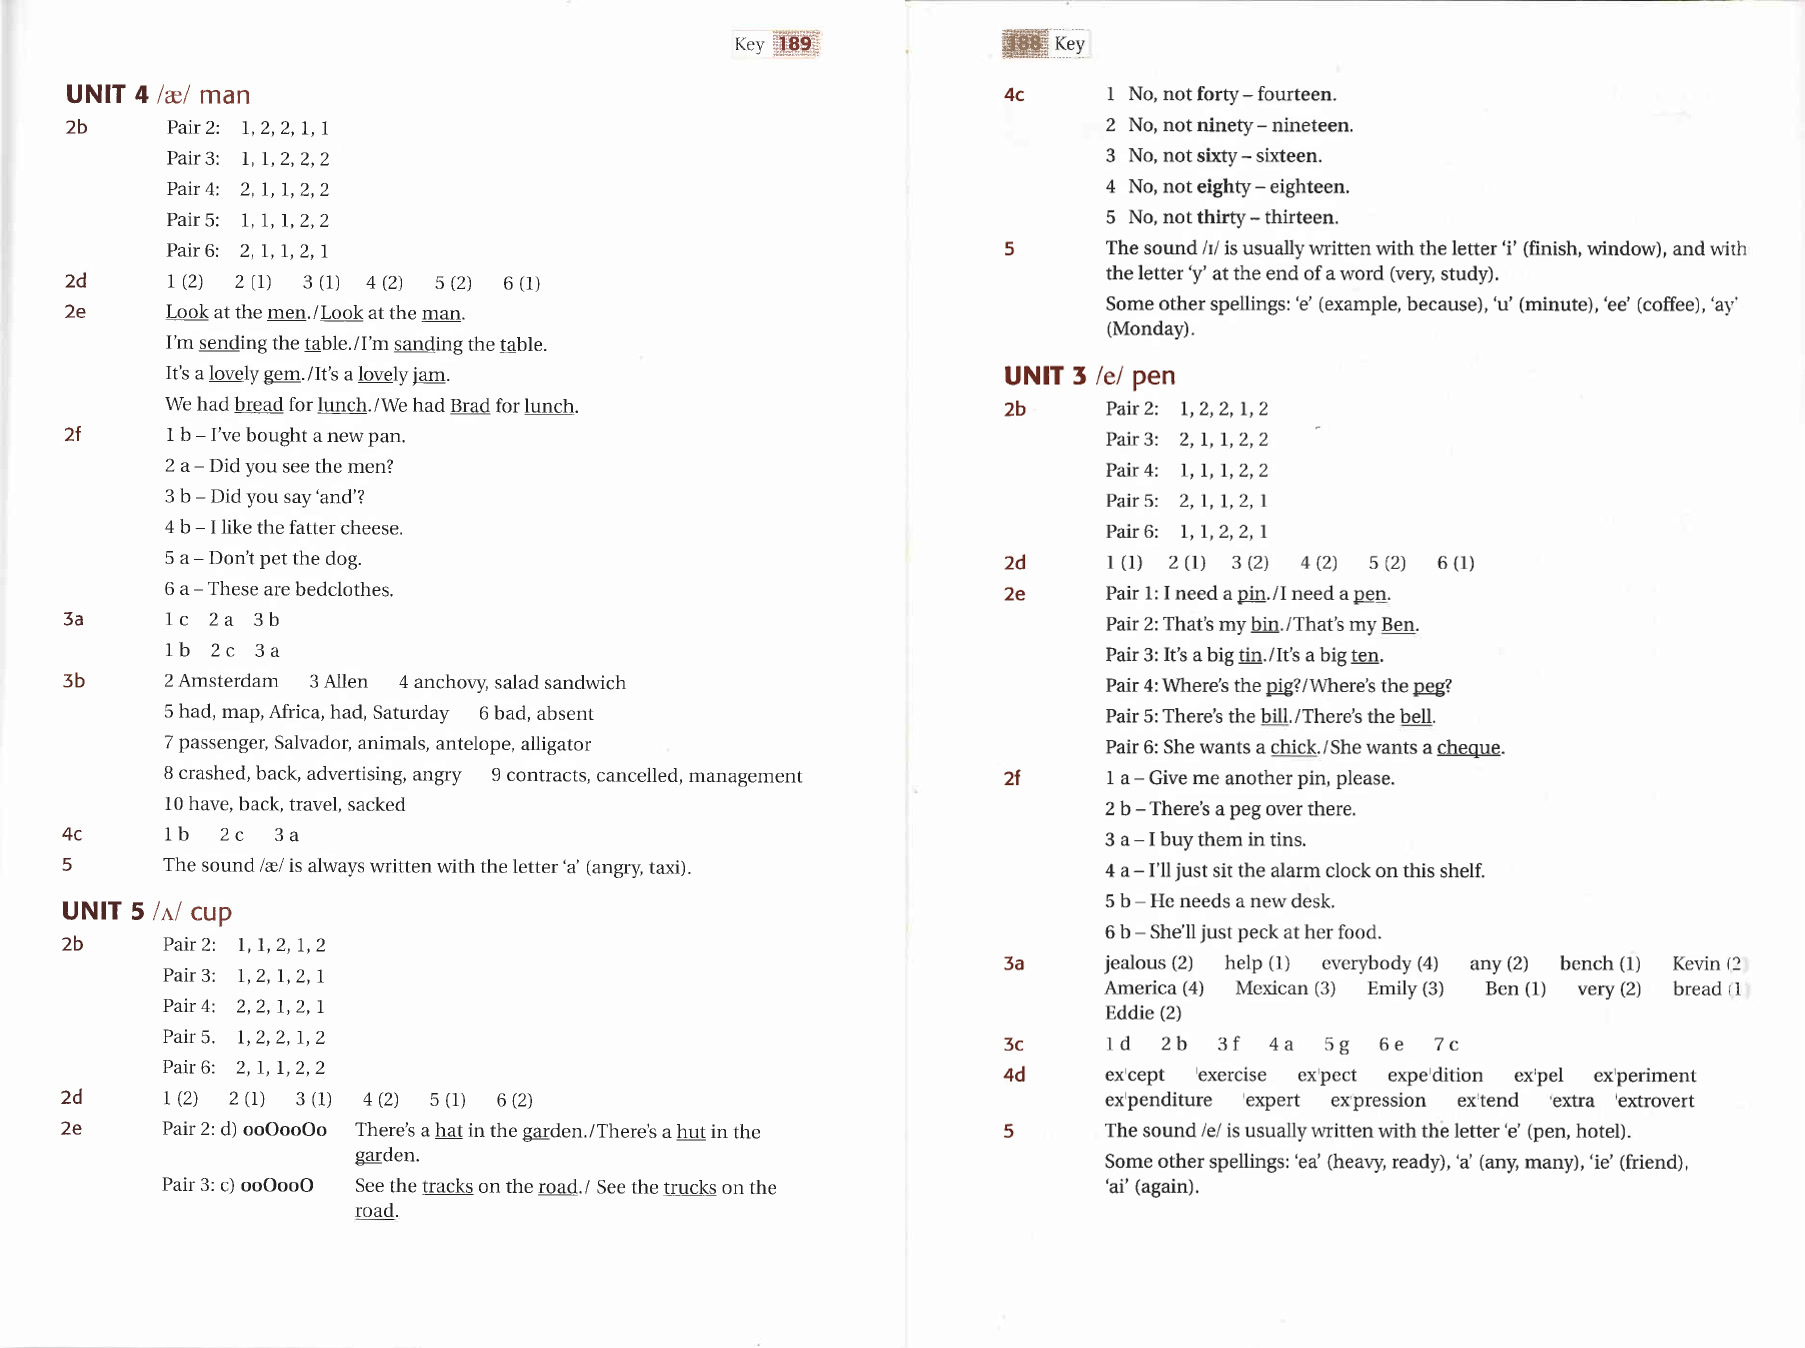 Key 189
UNIT 4 /æ/ man
2b Pair 2: 1, 2, 2, 1, 1
Pair 3: 1, 1, 2, 2, 2
Pair 4: 2, 1, 1, 2, 2
Pair 5: 1, 1, 1, 2, 2
Pair 6: 2, 1, 1, 2, 1
2d 1 (2) 2 (1) 3 (1) 4 (2) 5 (2) 6 (1)
2e Look at the men./Look at the man.
I'm sending the table./I'm sanding the table.
It's a lovely gem./It's a lovely jam.
We had bread for lunch./We had Brad for lunch.
2f 1 b – I've bought a new pan.
2 a – Did you see the men?
3 b – Did you say 'and'?
4 b – I like the fatter cheese.
5 a – Don't pet the dog.
6 a – These are bedclothes.
3a 1 c 2 a 3 b
1 b 2 c 3 a
3b 2 Amsterdam 3 Allen 4 anchovy, salad sandwich
5 had, map, Africa, had, Saturday 6 bad, absent
7 passenger, Salvador, animals, antelope, alligator
8 crashed, back, advertising, angry 9 contracts, cancelled, management
10 have, back, travel, sacked
4c 1 b 2 c 3 a
5 The sound /æ/ is always written with the letter 'a' (angry, taxi).
UNIT 5 /ʌ/ cup
2b Pair 2: 1, 1, 2, 1, 2
Pair 3: 1, 2, 1, 2, 1
Pair 4: 2, 2, 1, 2, 1
Pair 5. 1, 2, 2, 1, 2
Pair 6: 2, 1, 1, 2, 2
2d 1 (2) 2 (1) 3 (1) 4 (2) 5 (1) 6 (2)
2e Pair 2: d) ooOooOo There's a hat in the garden./There's a hut in the
garden.
Pair 3: c) ooOooO See the tracks on the road./ See the trucks on the
road.
188 Key
4c 1 No, not forty – fourteen.
2 No, not ninety – nineteen.
3 No, not sixty – sixteen.
4 No, not eighty – eighteen.
5 No, not thirty – thirteen.
5 The sound /ɪ/ is usually written with the letter 'i' (finish, window), and with
the letter 'y' at the end of a word (very, study).
Some other spellings: 'e' (example, because), 'u' (minute), 'ee' (coffee), 'ay'
(Monday).
UNIT 3 /e/ pen
2b Pair 2: 1, 2, 2, 1, 2
Pair 3: 2, 1, 1, 2, 2
Pair 4: 1, 1, 1, 2, 2
Pair 5: 2, 1, 1, 2, 1
Pair 6: 1, 1, 2, 2, 1
2d 1 (1) 2 (1) 3 (2) 4 (2) 5 (2) 6 (1)
2e Pair 1: I need a pin./I need a pen.
Pair 2: That's my bin./That's my Ben.
Pair 3: It's a big tin./It's a big ten.
Pair 4: Where's the pig?/Where's the peg?
Pair 5: There's the bill./There's the bell.
Pair 6: She wants a chick./She wants a cheque.
2f 1 a – Give me another pin, please.
2 b – There's a peg over there.
3 a – I buy them in tins.
4 a – I'll just sit the alarm clock on this shelf.
5 b – He needs a new desk.
6 b – She'll just peck at her food.
3a jealous (2) help (1) everybody (4) any (2) bench (1) Kevin (2
America (4) Mexican (3) Emily (3) Ben (1) very (2) bread (1
Eddie (2)
3c 1 d 2 b 3 f 4 a 5 g 6 e 7 c
4d exˈcept ˈexercise exˈpect expeˈdition exˈpel exˈperiment
exˈpenditure ˈexpert exˈpression exˈtend ˈextra ˈextrovert
5 The sound /e/ is usually written with the letter 'e' (pen, hotel).
Some other spellings: 'ea' (heavy, ready), 'a' (any, many), 'ie' (friend),
'ai' (again).